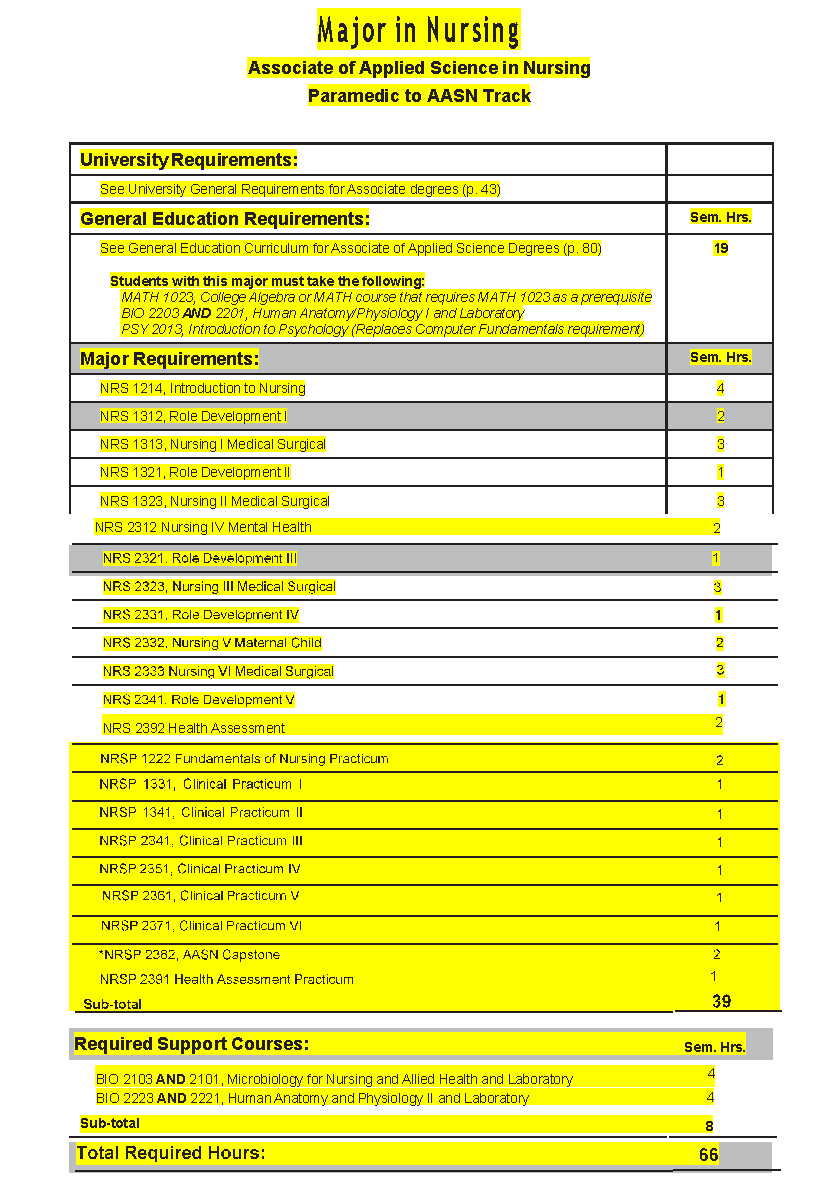 Major in Nursing
Associate of Applied Science in Nursing
Paramedic to AASN Track
University Requirements:
See University General Requirements for Associate degrees (p. 43)
General Education Requirements: Sem. Hrs.
See General Education Curriculum for Associate of Applied Science Degrees (p. 80) 19
Students with this major must take the following:
MATH 1023, College Algebra or MATH course that requires MATH 1023 as a prerequisite
BIO 2203 AND 2201, Human Anatomy/Physiology I and Laboratory
PSY 2013, Introduction to Psychology (Replaces Computer Fundamentals requirement)
Major Requirements: Sem. Hrs.
NRS 1214, Introduction to Nursing 4
NRS 1312, Role Development I 2
NRS 1313, Nursing I Medical Surgical 3
NRS 1321, Role Development II 1
NRS 1323, Nursing II Medical Surgical 3
NRS 2312 Nursing IV Mental Health 2
NRS 2321. Role Development III 1
NRS 2323, Nursing III Medical Surgical 3
NRS 2331, Role Development IV 1
NRS 2332, Nursing V Maternal Child 2
NRS 2333 Nursing VI Medical Surgical 3
NRS 2341. Role Development V 1
NRS 2392 Health Assessment 2
NRSP 1222 Fundamentals of Nursing Practicum 2
NRSP 1331, Clinical Practicum I 1
NRSP 1341, Clinical Practicum II 1
NRSP 2341, Clinical Practicum III 1
NRSP 2351, Clinical Practicum IV 1
NRSP 2361, Clinical Practicum V 1
NRSP 2371, Clinical Practicum VI 1
*NRSP 2382, AASN Capstone 2
NRSP 2391 Health Assessment Practicum 1
Sub-total 39
Required Support Courses: Sem. Hrs.
BIO 2103 AND 2101, Microbiology for Nursing and Allied Health and Laboratory 4
BIO 2223 AND 2221, Human Anatomy and Physiology II and Laboratory 4
Sub-total 8
Total Required Hours: 66